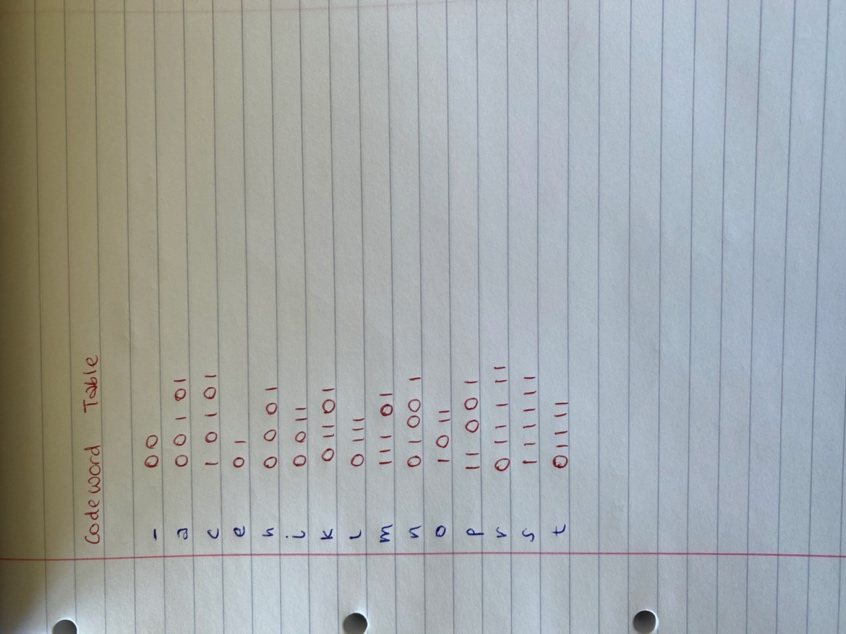 Codeword Table
- 00
a 00101
c 10101
e 01
h 0001
i 0011
k 01101
l 0111
m 11101
n 01001
o 1011
p 11001
r 011111
s 111111
t 01111